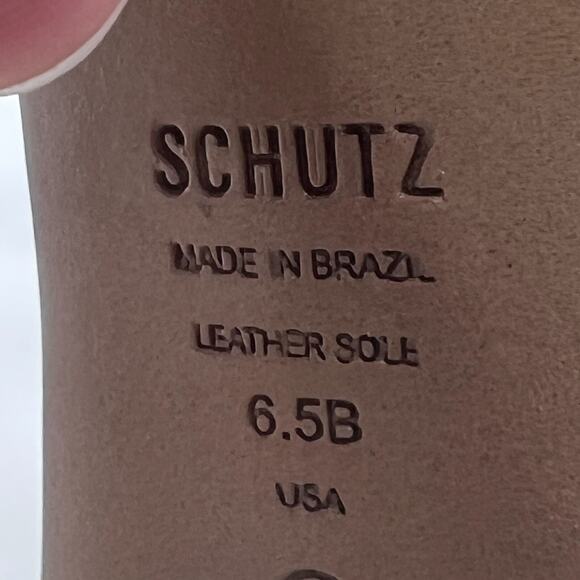 SCHUTZ
MADE IN BRAZIL
LEATHER SOLE
6.5B
USA